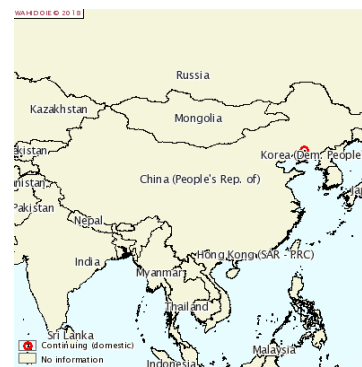 WAHID OIE © 2018
Russia
Kazakhstan
Mongolia
kistan
Korea (Dem. People
China (People's Rep. of)
nistan
Pakistan
Nepal
Hong Kong (SAR - PRC)
India
Myanmar
Thailand
Sri Lanka
Continuing (domestic)
Malaysia
No information
Indonesia